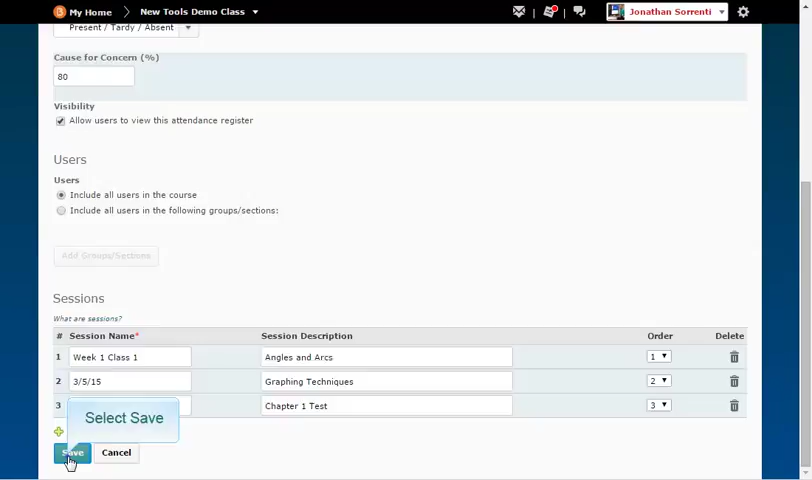 My Home New Tools Demo Class Jonathan Sorrenti
Present / Tardy / Absent
Cause for Concern (%)
80
Visibility
Allow users to view this attendance register
Users
Users
Include all users in the course
Include all users in the following groups/sections:
Add Groups/Sections
Sessions
What are sessions?
# Session Name* Session Description Order Delete
1 Week 1 Class 1 Angles and Arcs 1
2 3/5/15 Graphing Techniques 2
3 Chapter 1 Test 3
Select Save
Save Cancel